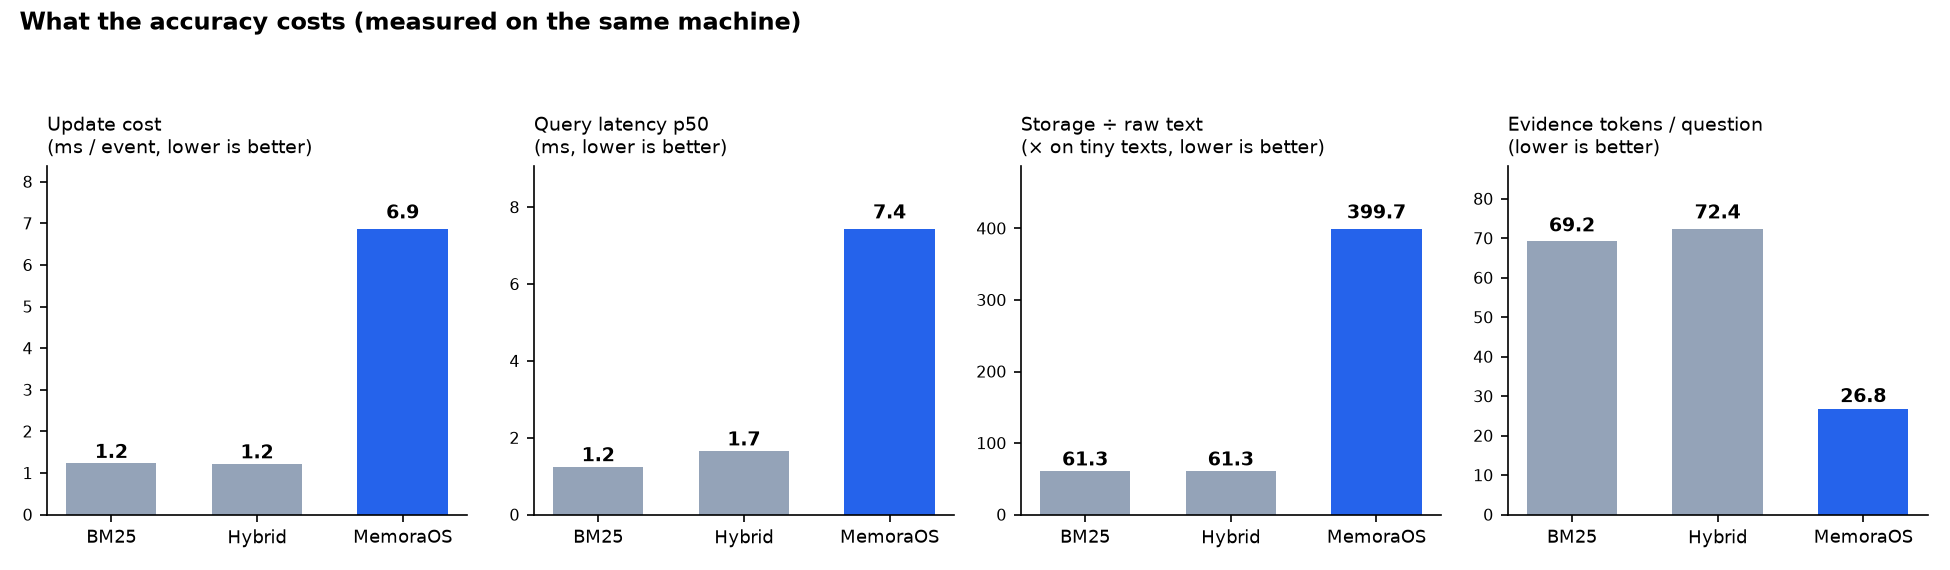 What the accuracy costs (measured on the same machine)
Update cost
(ms / event, lower is better)
8
7
6
5
4
3
2
1
0
1.2
1.2
6.9
BM25
Hybrid
MemoraOS
Query latency p50
(ms, lower is better)
8
6
4
2
0
1.2
1.7
7.4
BM25
Hybrid
MemoraOS
Storage ÷ raw text
(× on tiny texts, lower is better)
400
300
200
100
0
61.3
61.3
399.7
BM25
Hybrid
MemoraOS
Evidence tokens / question
(lower is better)
80
70
60
50
40
30
20
10
0
69.2
72.4
26.8
BM25
Hybrid
MemoraOS